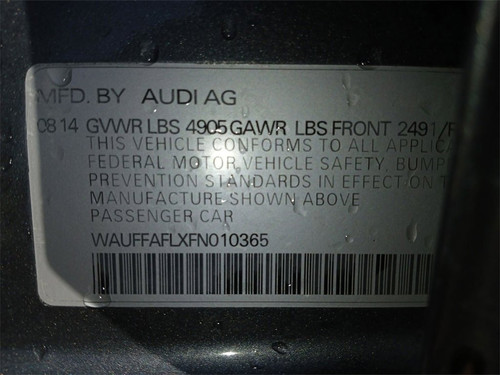 MFD. BY AUDI AG
08 14 GVWR LBS 4905 GAWR LBS FRONT 2491/
THIS VEHICLE CONFORMS TO ALL
FEDERAL MOTOR VEHICLE SAFETY, BUMP
PREVENTION STANDARDS IN EFFECT ON T
MANUFACTURE SHOWN ABOVE
PASSENGER CAR
WAUFFAFLXFN010365